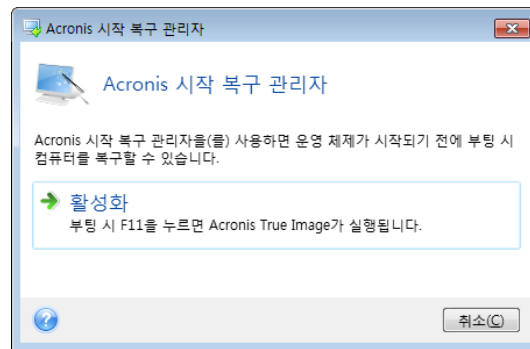 Acronis 시작 복구 관리자
Acronis 시작 복구 관리자
Acronis 시작 복구 관리자을(를) 사용하면 운영 체제가 시작되기 전에 부팅 시
컴퓨터를 복구할 수 있습니다.
활성화
부팅 시 F11을 누르면 Acronis True Image가 실행됩니다.
취소(C)